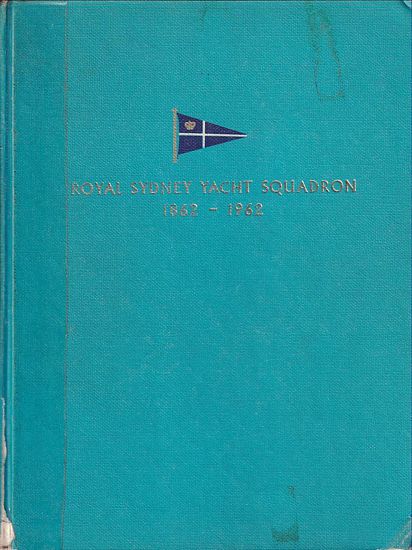 ROYAL SYDNEY YACHT SQUADRON
1862 – 1962